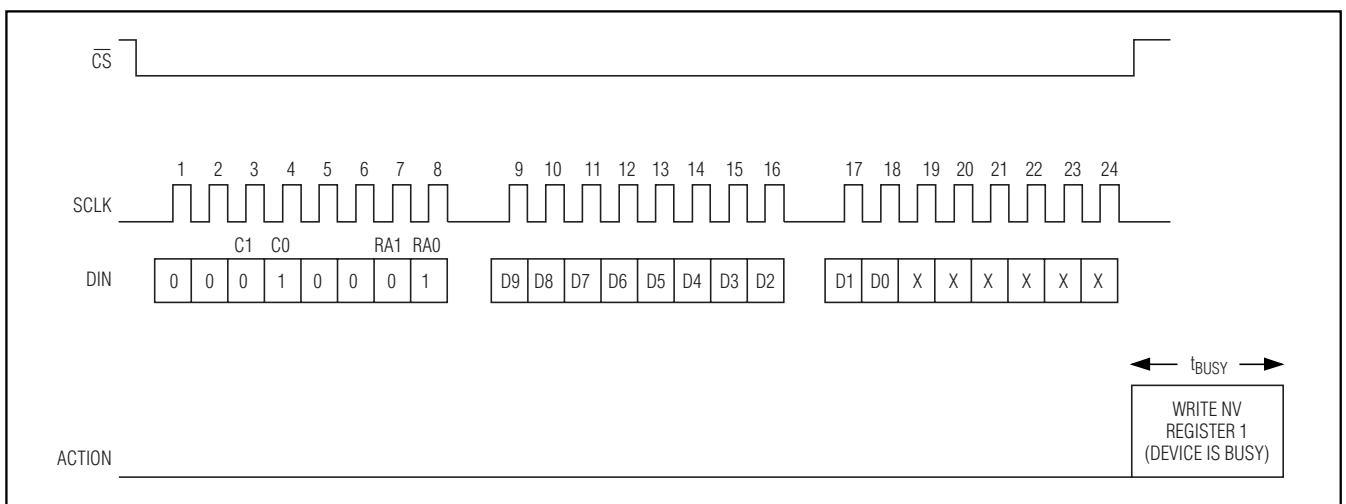 CS
1 2 3 4 5 6 7 8 9 10 11 12 13 14 15 16 17 18 19 20 21 22 23 24
SCLK
C1 C0 RA1 RA0
DIN 0 0 0 1 0 0 0 1 D9 D8 D7 D6 D5 D4 D3 D2 D1 D0 X X X X X X
tBUSY
WRITE NV
REGISTER 1
(DEVICE IS BUSY)
ACTION